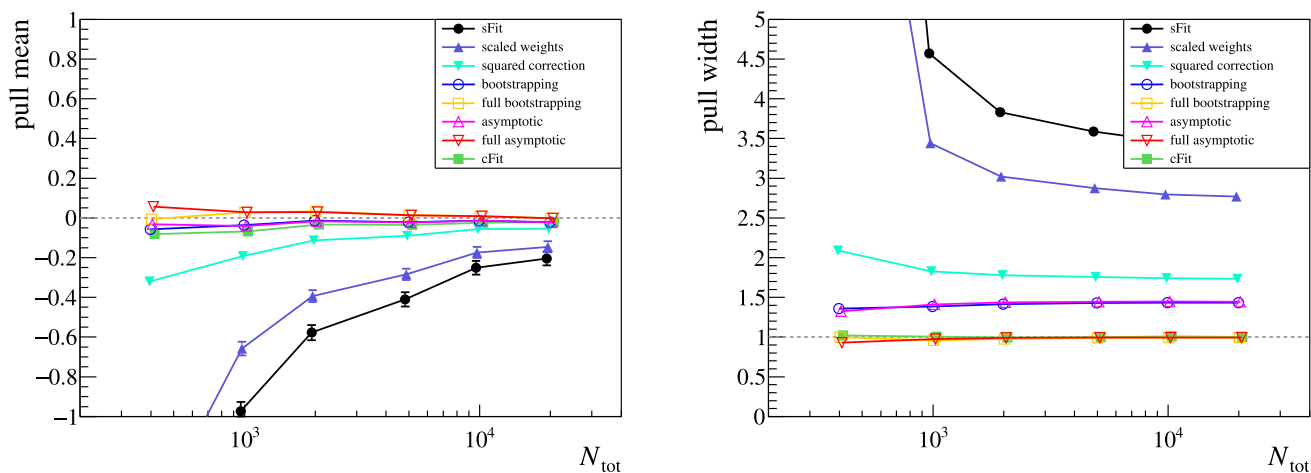 pull mean
1
0.8
0.6
0.4
0.2
0
−0.2
−0.4
−0.6
−0.8
−1
sFit
scaled weights
squared correction
bootstrapping
full bootstrapping
asymptotic
full asymptotic
cFit
10³
10⁴
N_tot
pull width
5
4.5
4
3.5
3
2.5
2
1.5
1
0.5
0
sFit
scaled weights
squared correction
bootstrapping
full bootstrapping
asymptotic
full asymptotic
cFit
10³
10⁴
N_tot